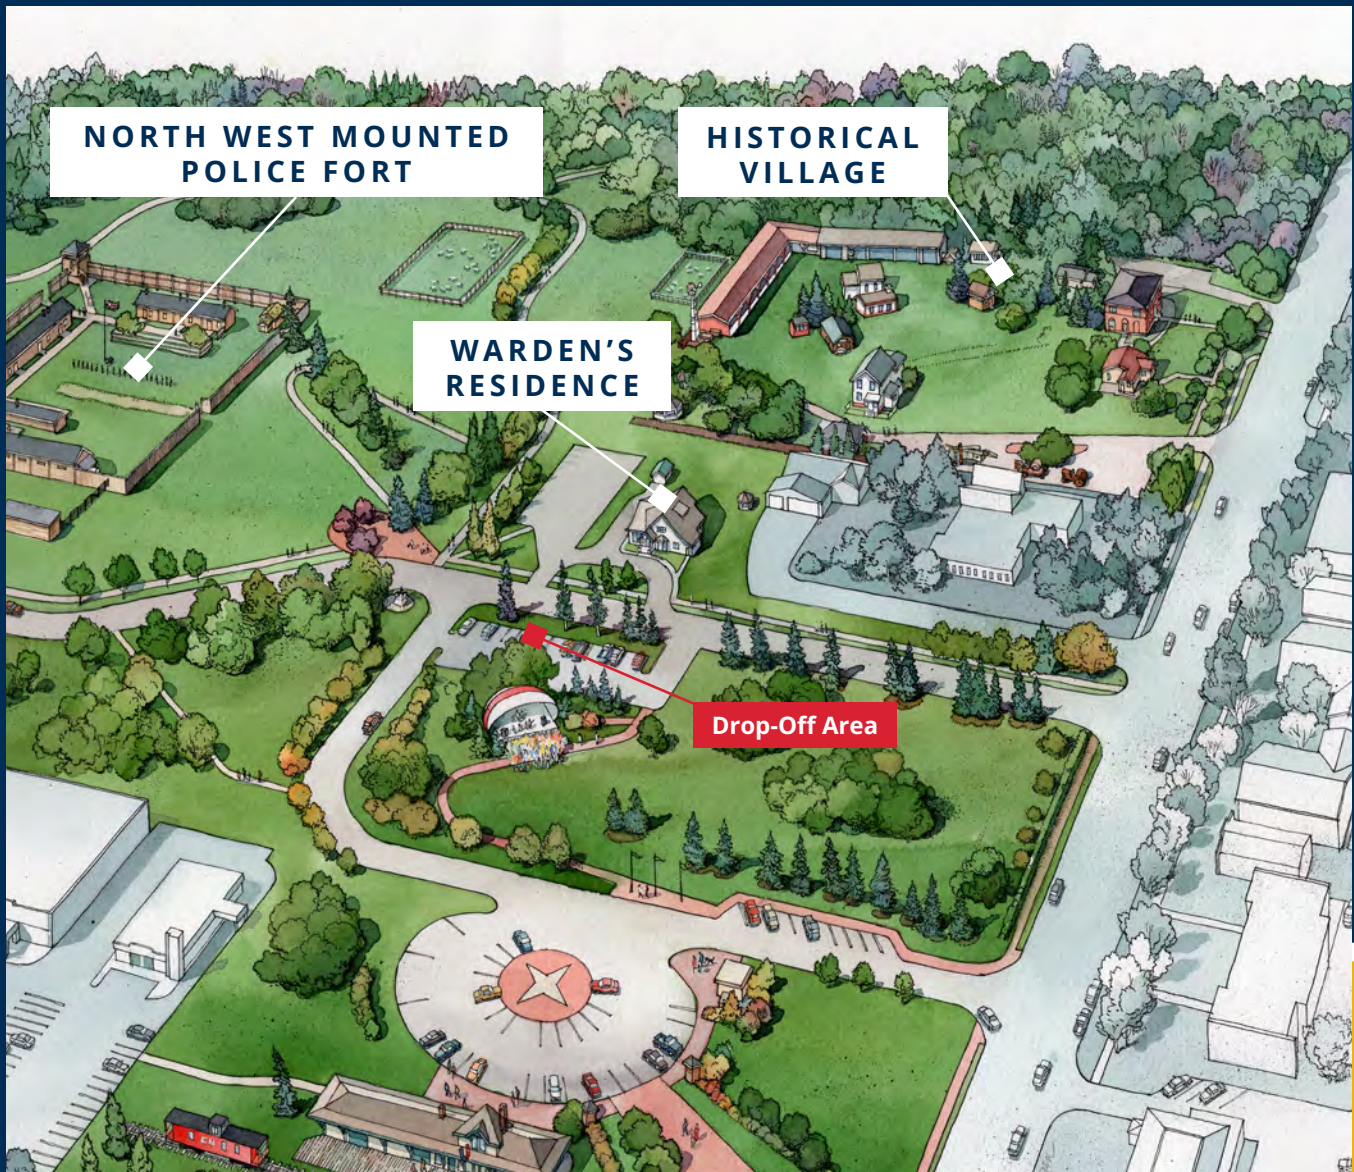 NORTH WEST MOUNTED
POLICE FORT
HISTORICAL
VILLAGE
WARDEN'S
RESIDENCE
Drop-Off Area